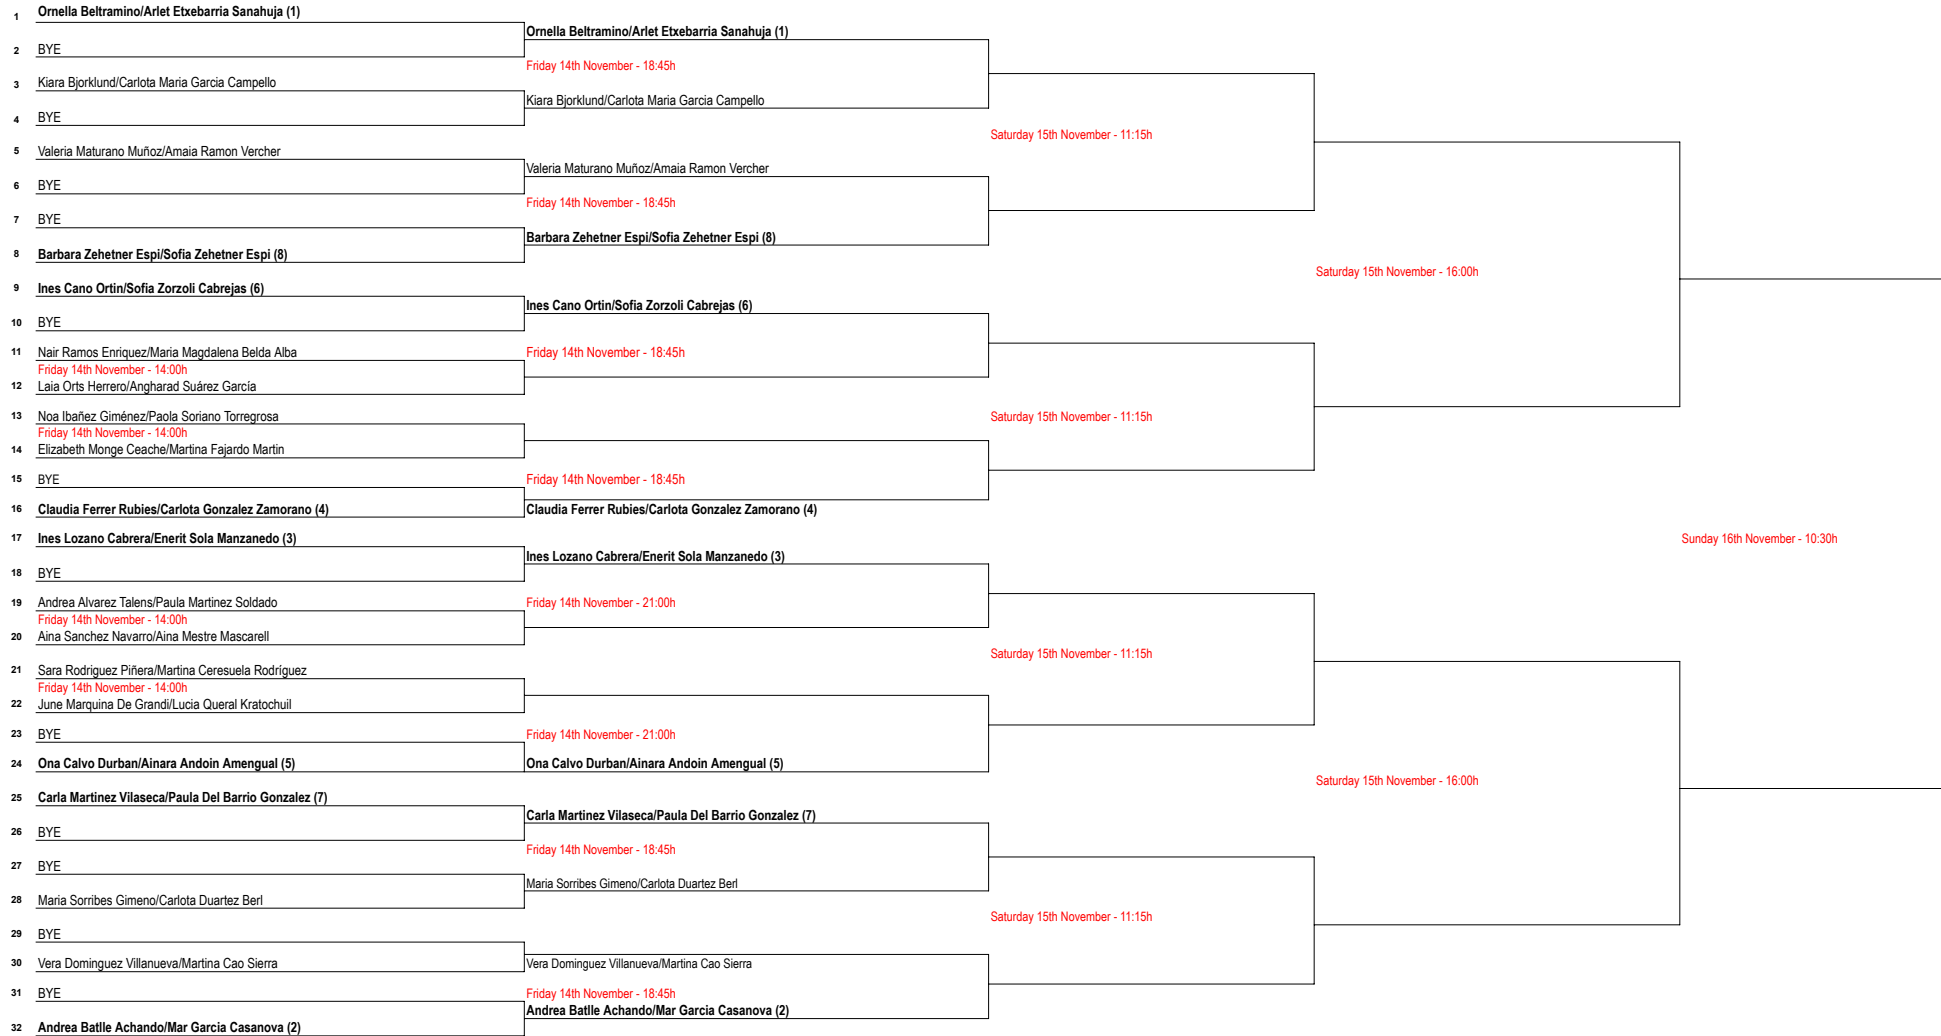 1 Ornella Beltramino/Arlet Etxebarria Sanahuja (1)
Ornella Beltramino/Arlet Etxebarria Sanahuja (1)
2 BYE
Friday 14th November - 18:45h
3 Kiara Bjorklund/Carlota Maria Garcia Campello
Kiara Bjorklund/Carlota Maria Garcia Campello
4 BYE
Saturday 15th November - 11:15h
5 Valeria Maturano Muñoz/Amaia Ramon Vercher
Valeria Maturano Muñoz/Amaia Ramon Vercher
6 BYE
Friday 14th November - 18:45h
7 BYE
Barbara Zehetner Espi/Sofia Zehetner Espi (8)
8 Barbara Zehetner Espi/Sofia Zehetner Espi (8)
Saturday 15th November - 16:00h
9 Ines Cano Ortin/Sofia Zorzoli Cabrejas (6)
Ines Cano Ortin/Sofia Zorzoli Cabrejas (6)
10 BYE
11 Nair Ramos Enriquez/Maria Magdalena Belda Alba
Friday 14th November - 18:45h
Friday 14th November - 14:00h
12 Laia Orts Herrero/Angharad Suárez García
13 Noa Ibañez Giménez/Paola Soriano Torregrosa
Saturday 15th November - 11:15h
Friday 14th November - 14:00h
14 Elizabeth Monge Ceache/Martina Fajardo Martin
15 BYE
Friday 14th November - 18:45h
16 Claudia Ferrer Rubies/Carlota Gonzalez Zamorano (4)
Claudia Ferrer Rubies/Carlota Gonzalez Zamorano (4)
17 Ines Lozano Cabrera/Enerit Sola Manzanedo (3)
Sunday 16th November - 10:30h
Ines Lozano Cabrera/Enerit Sola Manzanedo (3)
18 BYE
19 Andrea Alvarez Talens/Paula Martinez Soldado
Friday 14th November - 21:00h
Friday 14th November - 14:00h
20 Aina Sanchez Navarro/Aina Mestre Mascarell
Saturday 15th November - 11:15h
21 Sara Rodriguez Piñera/Martina Ceresuela Rodríguez
Friday 14th November - 14:00h
22 June Marquina De Grandi/Lucia Queral Kratochuil
23 BYE
Friday 14th November - 21:00h
24 Ona Calvo Durban/Ainara Andoin Amengual (5)
Ona Calvo Durban/Ainara Andoin Amengual (5)
Saturday 15th November - 16:00h
25 Carla Martinez Vilaseca/Paula Del Barrio Gonzalez (7)
Carla Martinez Vilaseca/Paula Del Barrio Gonzalez (7)
26 BYE
Friday 14th November - 18:45h
27 BYE
Maria Sorribes Gimeno/Carlota Duartez Berl
28 Maria Sorribes Gimeno/Carlota Duartez Berl
Saturday 15th November - 11:15h
29 BYE
30 Vera Dominguez Villanueva/Martina Cao Sierra
Vera Dominguez Villanueva/Martina Cao Sierra
31 BYE
Friday 14th November - 18:45h
Andrea Batlle Achando/Mar Garcia Casanova (2)
32 Andrea Batlle Achando/Mar Garcia Casanova (2)